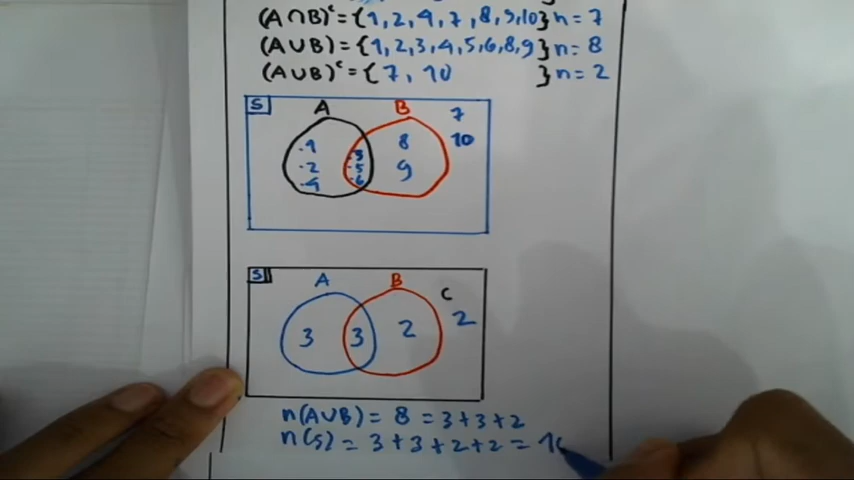 (A∩B)ᶜ={1,2,4,7,8,9,10} n=7
(A∪B)={1,2,3,4,5,6,8,9} n=8
(A∪B)ᶜ={7,10 } n=2
S A B 7
.1 .3 8 10
.2 .5 9
.4 .6
S A B C
3 3 2 2
n(A∪B) = 8 = 3+3+2
n(S) = 3+3+2+2 = 10